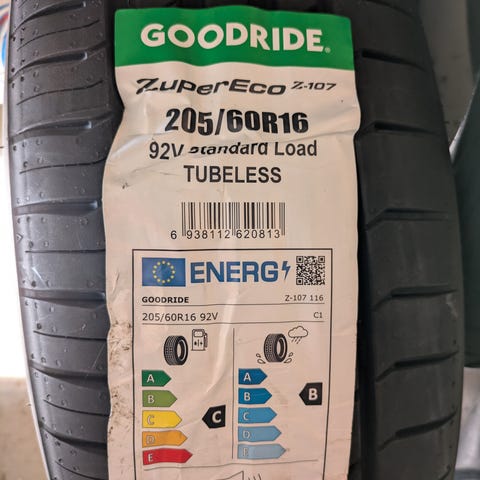 GOODRIDE®
ZuperEco Z-107
205/60R16
92V Standard Load
TUBELESS
6 938112 620813
ENERG
GOODRIDE Z-107 116
205/60R16 92V C1
A A
B B B
C C C
D D
E E